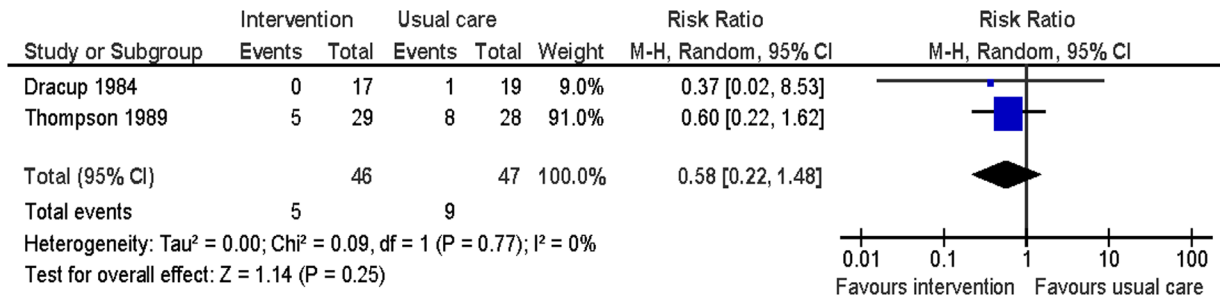 Intervention Usual care Risk Ratio Risk Ratio
Study or Subgroup Events Total Events Total Weight M-H, Random, 95% CI M-H, Random, 95% CI
Dracup 1984 0 17 1 19 9.0% 0.37 [0.02, 8.53]
Thompson 1989 5 29 8 28 91.0% 0.60 [0.22, 1.62]
Total (95% CI) 46 47 100.0% 0.58 [0.22, 1.48]
Total events 5 9
Heterogeneity: Tau² = 0.00; Chi² = 0.09, df = 1 (P = 0.77); I² = 0%
Test for overall effect: Z = 1.14 (P = 0.25)
0.01 0.1 1 10 100
Favours intervention Favours usual care